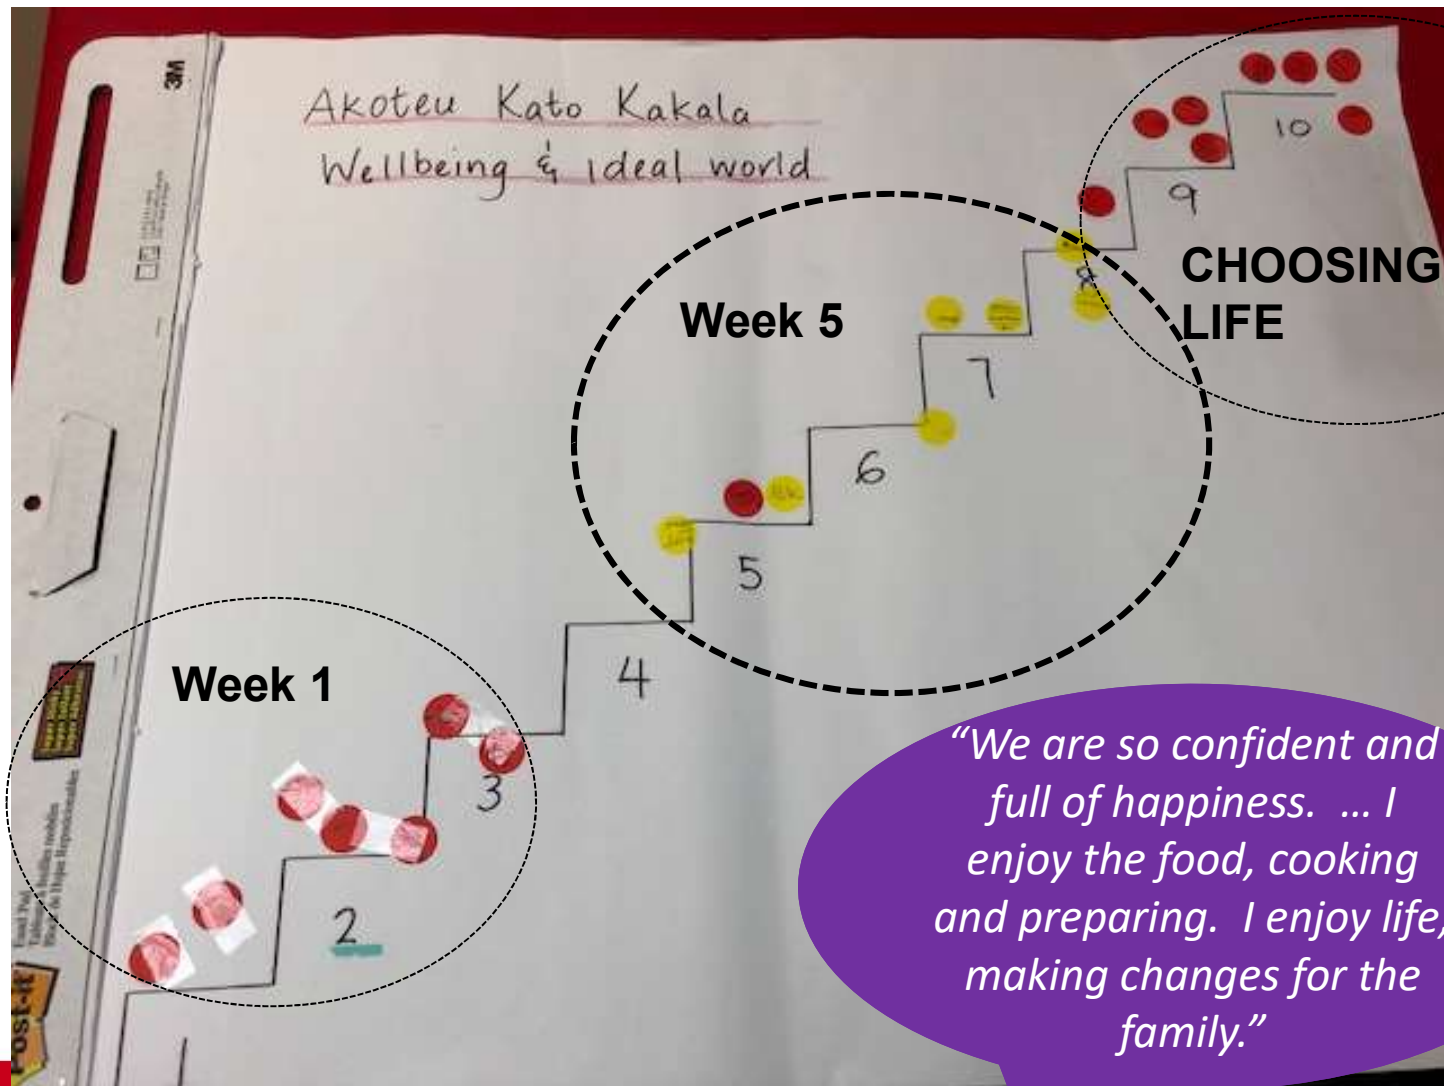 3M
Akoteu Kato Kakala
Wellbeing & Ideal world
10
9
CHOOSING
LIFE
8
Week 5
7
6
5
4
Week 1
3
2
“We are so confident and
full of happiness. ... I
enjoy the food, cooking
and preparing. I enjoy life,
making changes for the
family.”
Post-it